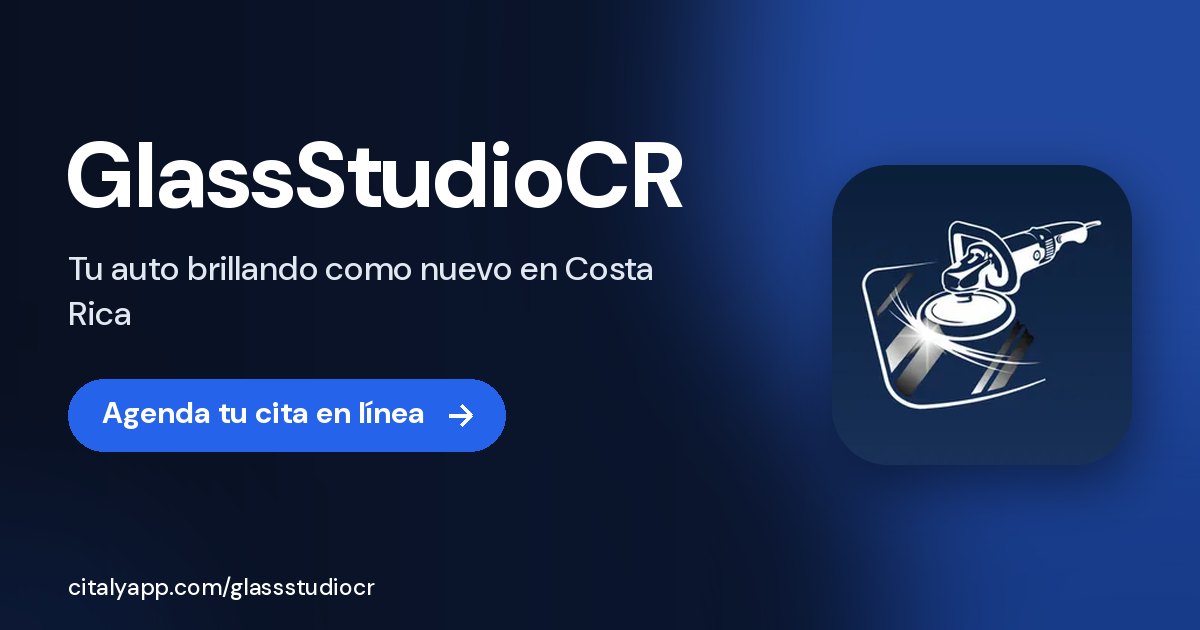 GlassStudioCR
Tu auto brillando como nuevo en Costa
Rica
Agenda tu cita en línea →
citalyapp.com/glassstudiocr